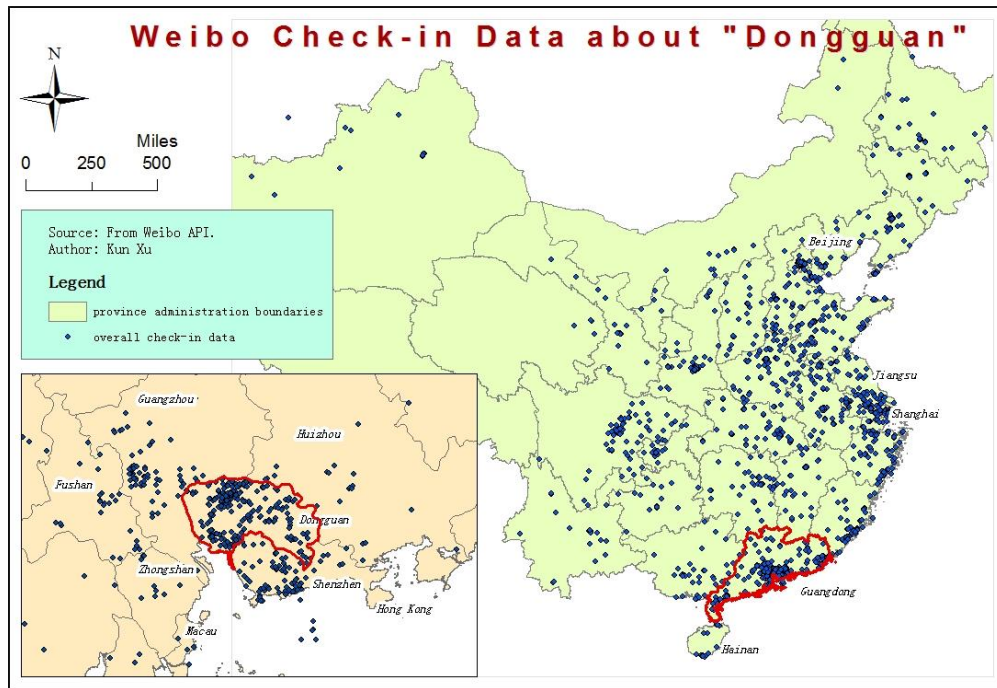 Weibo Check-in Data about "Dongguan"
N
Miles
0 250 500
Source: From Weibo API.
Author: Kun Xu
Legend
province administration boundaries
overall check-in data
Beijing
Jiangsu
Shanghai
Guangdong
Hainan
Guangzhou
Huizhou
Fushan
Dongguan
Zhongshan
Shenzhen
Hong Kong
Macau